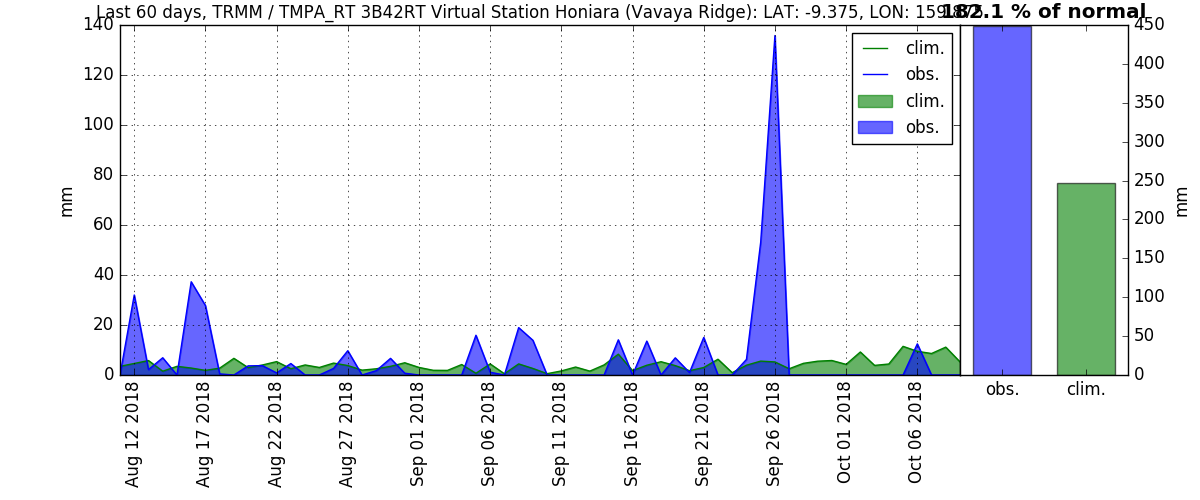 Last 60 days, TRMM / TMPA_RT 3B42RT Virtual Station Honiara (Vavaya Ridge): LAT: -9.375, LON:
182.1 % of normal
140
120
100
80
60
40
20
0
mm
clim.
obs.
clim.
obs.
450
400
350
300
250
200
150
100
50
0
mm
Aug 12 2018
Aug 17 2018
Aug 22 2018
Aug 27 2018
Sep 01 2018
Sep 06 2018
Sep 11 2018
Sep 16 2018
Sep 21 2018
Sep 26 2018
Oct 01 2018
Oct 06 2018
obs.
clim.